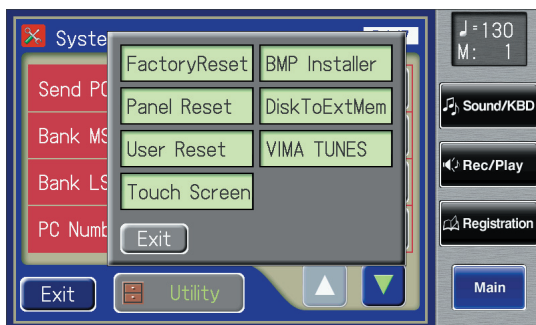 Syste
♩=130
M: 1
FactoryReset BMP Installer
Send PC
Panel Reset DiskToExtMem
Sound/KBD
Bank MS
User Reset VIMA TUNES
Rec/Play
Bank LS
Touch Screen
PC Numb
Exit
Registration
Exit Utility
Main